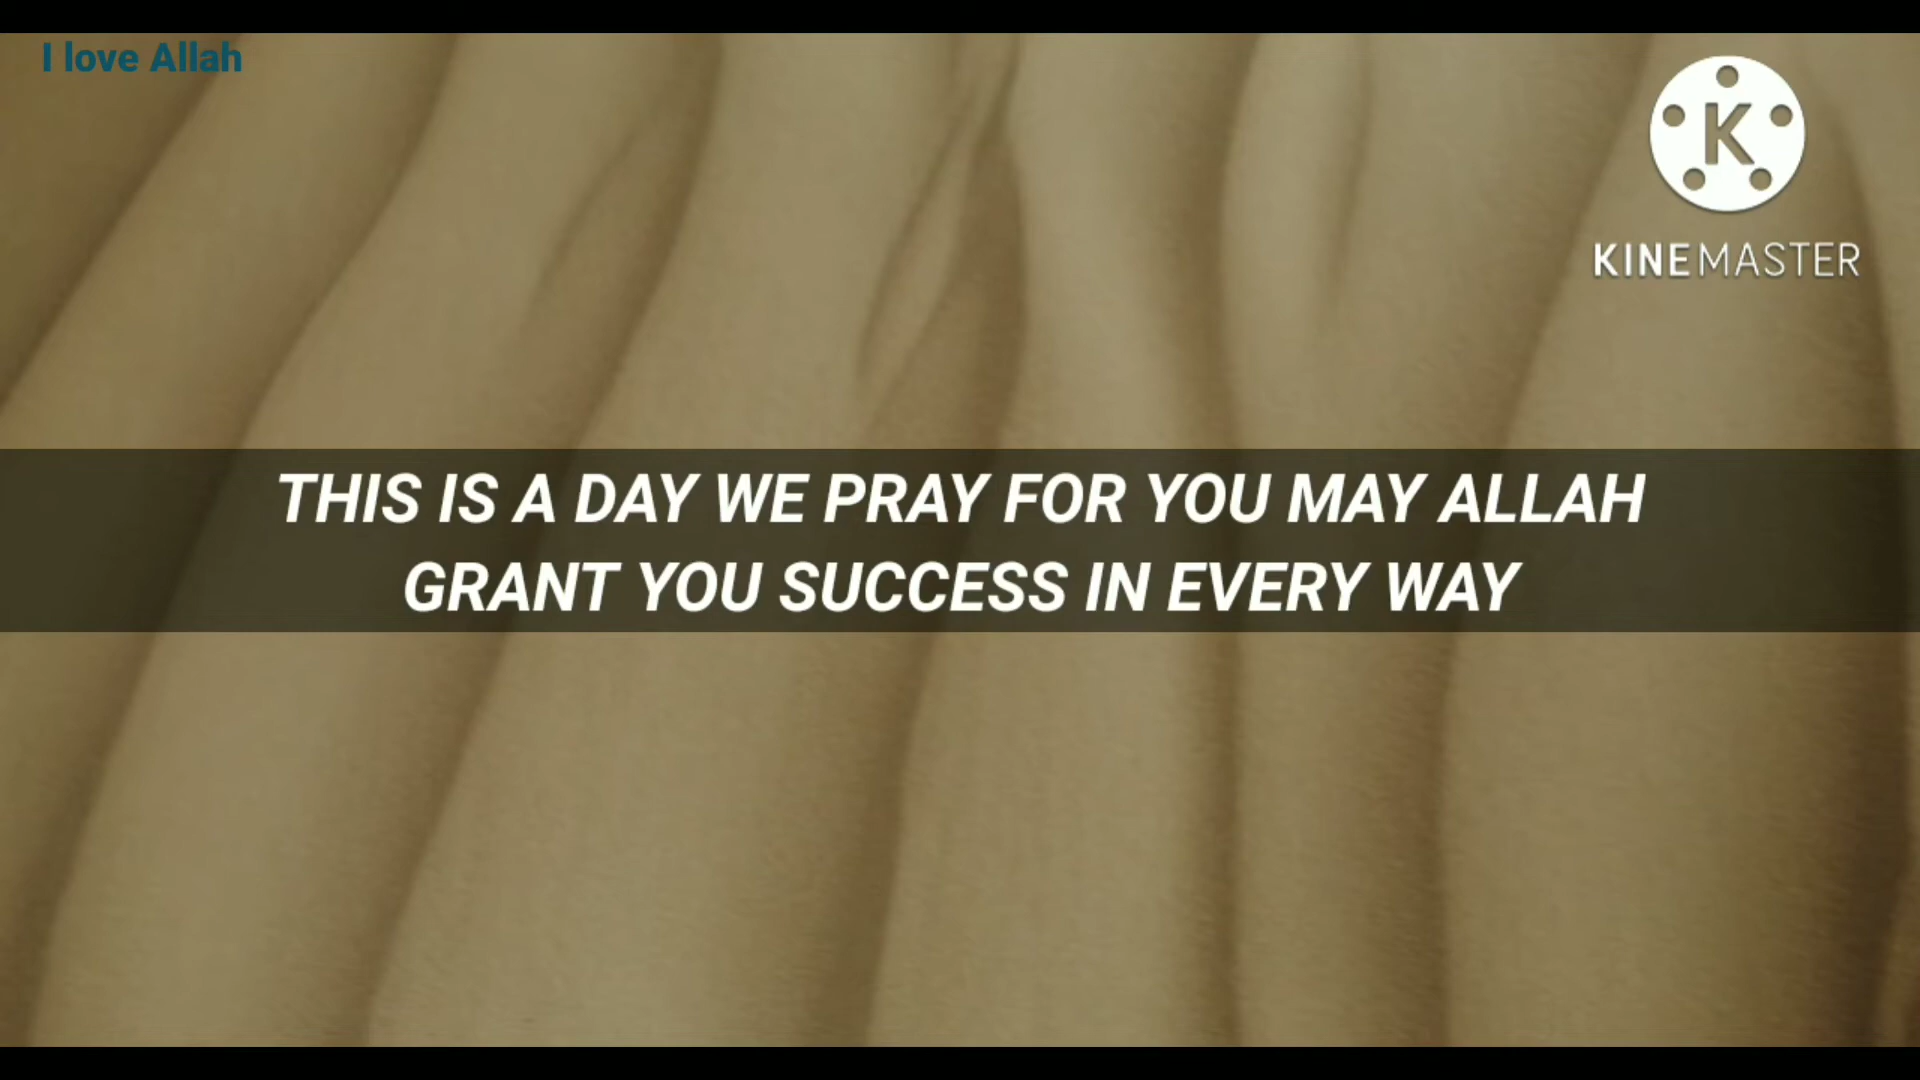 I love Allah
K
KINEMASTER
THIS IS A DAY WE PRAY FOR YOU MAY ALLAH
GRANT YOU SUCCESS IN EVERY WAY